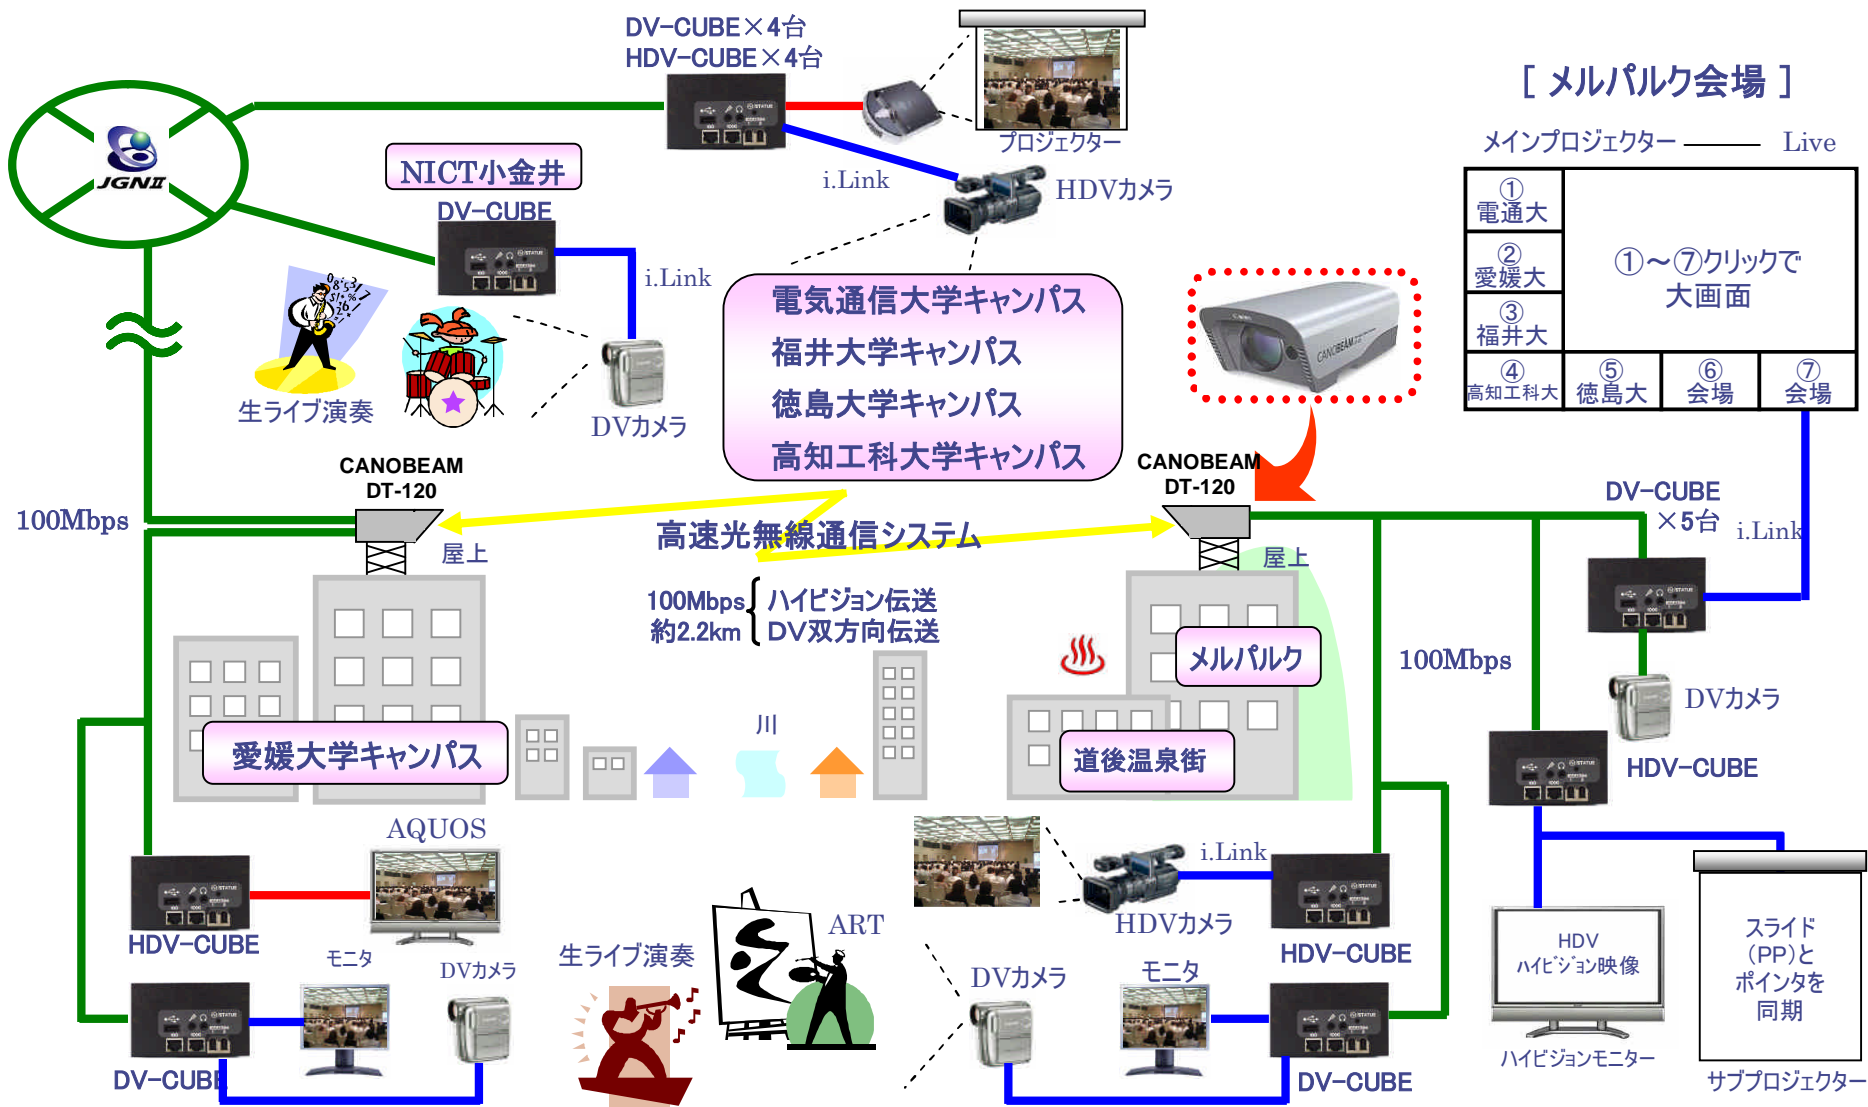 DV-CUBE×4台
HDV-CUBE×4台
プロジェクター
i.Link
HDVカメラ
JGNⅡ
NICT小金井
DV-CUBE
i.Link
生ライブ演奏
DVカメラ
電気通信大学キャンパス
福井大学キャンパス
徳島大学キャンパス
高知工科大学キャンパス
Canon
CANOBEAM
[ メルパルク会場 ]
メインプロジェクター
Live
①
電通大
②
愛媛大
③
福井大
④
高知工科大
⑤
徳島大
⑥
会場
⑦
会場
①～⑦クリックで
大画面
CANOBEAM
DT-120
屋上
100Mbps
高速光無線通信システム
100Mbps
約2.2km
ハイビジョン伝送
DV双方向伝送
CANOBEAM
DT-120
屋上
DV-CUBE
×5台
i.Link
100Mbps
DVカメラ
HDV-CUBE
メルパルク
道後温泉街
川
愛媛大学キャンパス
AQUOS
HDV-CUBE
モニタ
DVカメラ
DV-CUBE
生ライブ演奏
ART
i.Link
HDVカメラ
HDV-CUBE
DVカメラ
モニタ
DV-CUBE
HDV
ハイビジョン映像
ハイビジョンモニター
スライド
(PP)と
ポインタを
同期
サブプロジェクター